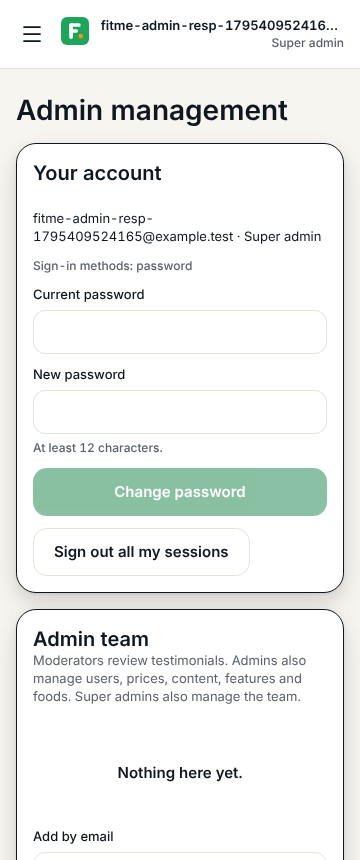 F.
fitme-admin-resp-179540952416...
Super admin
Admin management
Your account
fitme-admin-resp-
1795409524165@example.test · Super admin
Sign-in methods: password
Current password
New password
At least 12 characters.
Change password
Sign out all my sessions
Admin team
Moderators review testimonials. Admins also
manage users, prices, content, features and
foods. Super admins also manage the team.
Nothing here yet.
Add by email